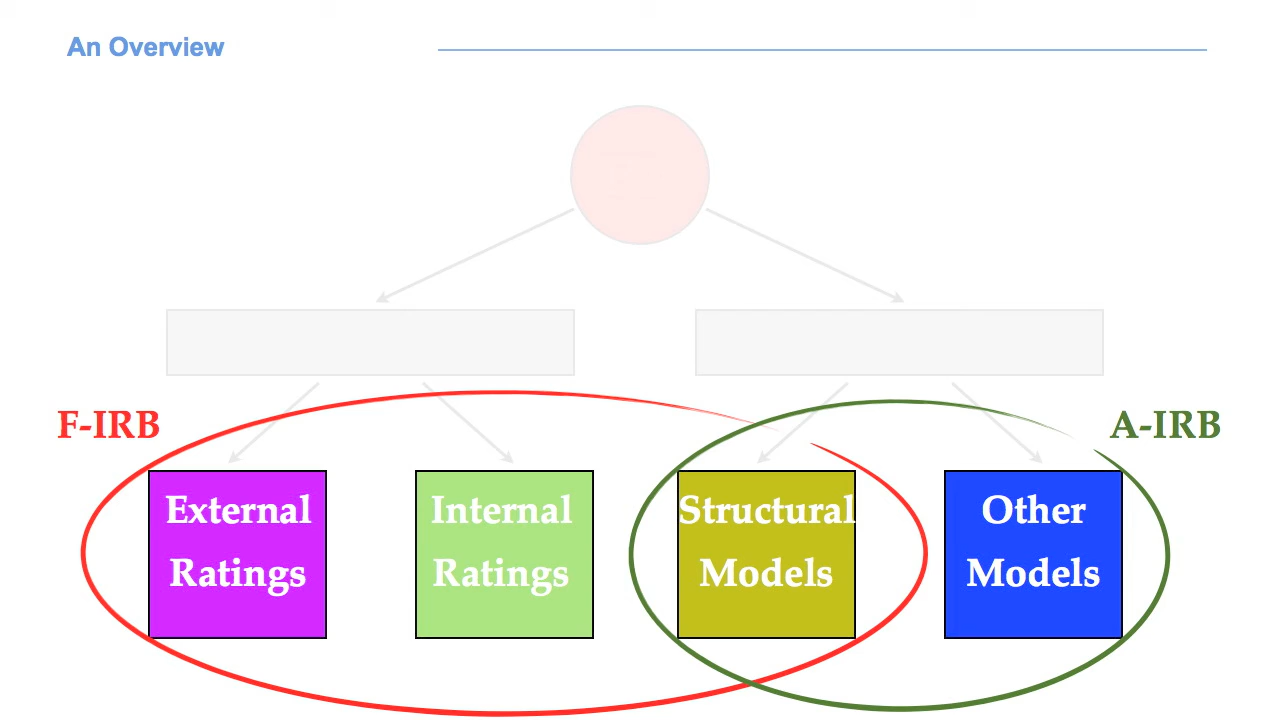 An Overview
F-IRB
A-IRB
External
Ratings
Internal
Ratings
Structural
Models
Other
Models